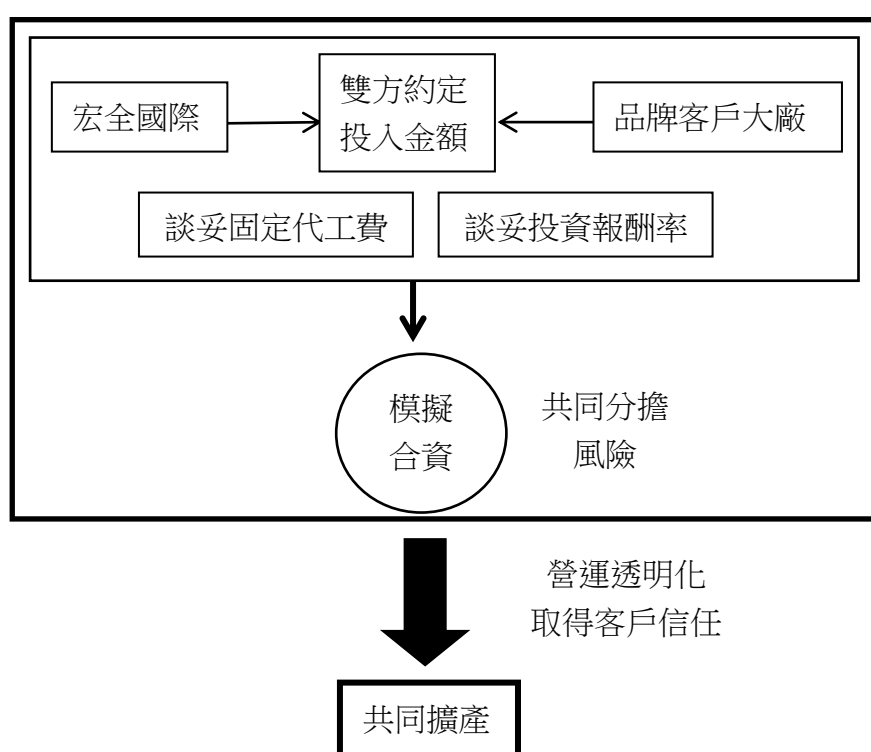 宏全國際
雙方約定
投入金額
品牌客戶大廠
談妥固定代工費
談妥投資報酬率
模擬
合資
共同分擔
風險
營運透明化
取得客戶信任
共同擴產